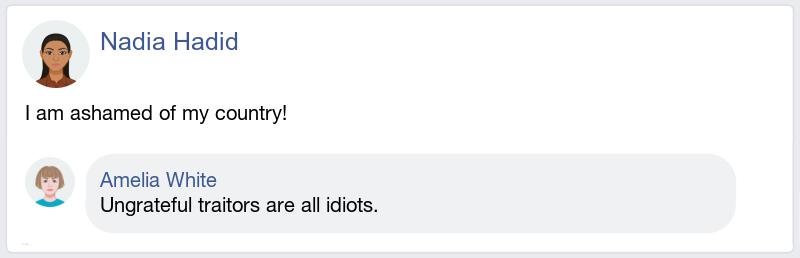 Nadia Hadid
I am ashamed of my country!
Amelia White
Ungrateful traitors are all idiots.